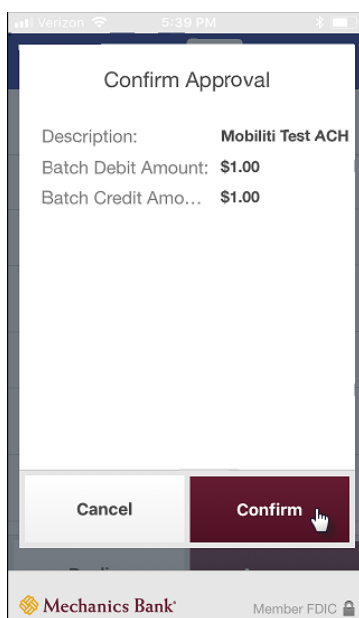 Verizon 5:39 PM
Confirm Approval
Description: Mobiliti Test ACH
Batch Debit Amount: $1.00
Batch Credit Amo... $1.00
Cancel Confirm
Mechanics Bank Member FDIC